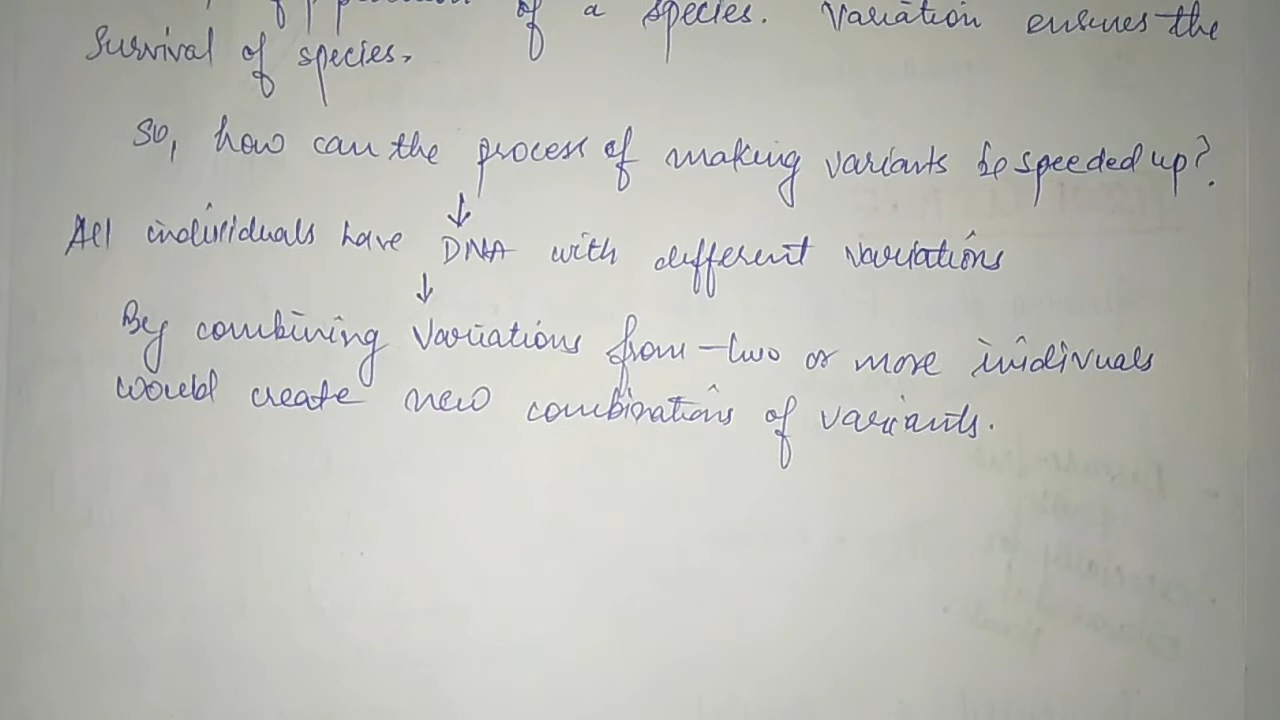 of a species. Variation ensures the
Survival of species.
So, how can the process of making variants be speeded up?
↓
All individuals have DNA with different variations
↓
By combining variations from two or more inidivuals
would create new combinations of variants.